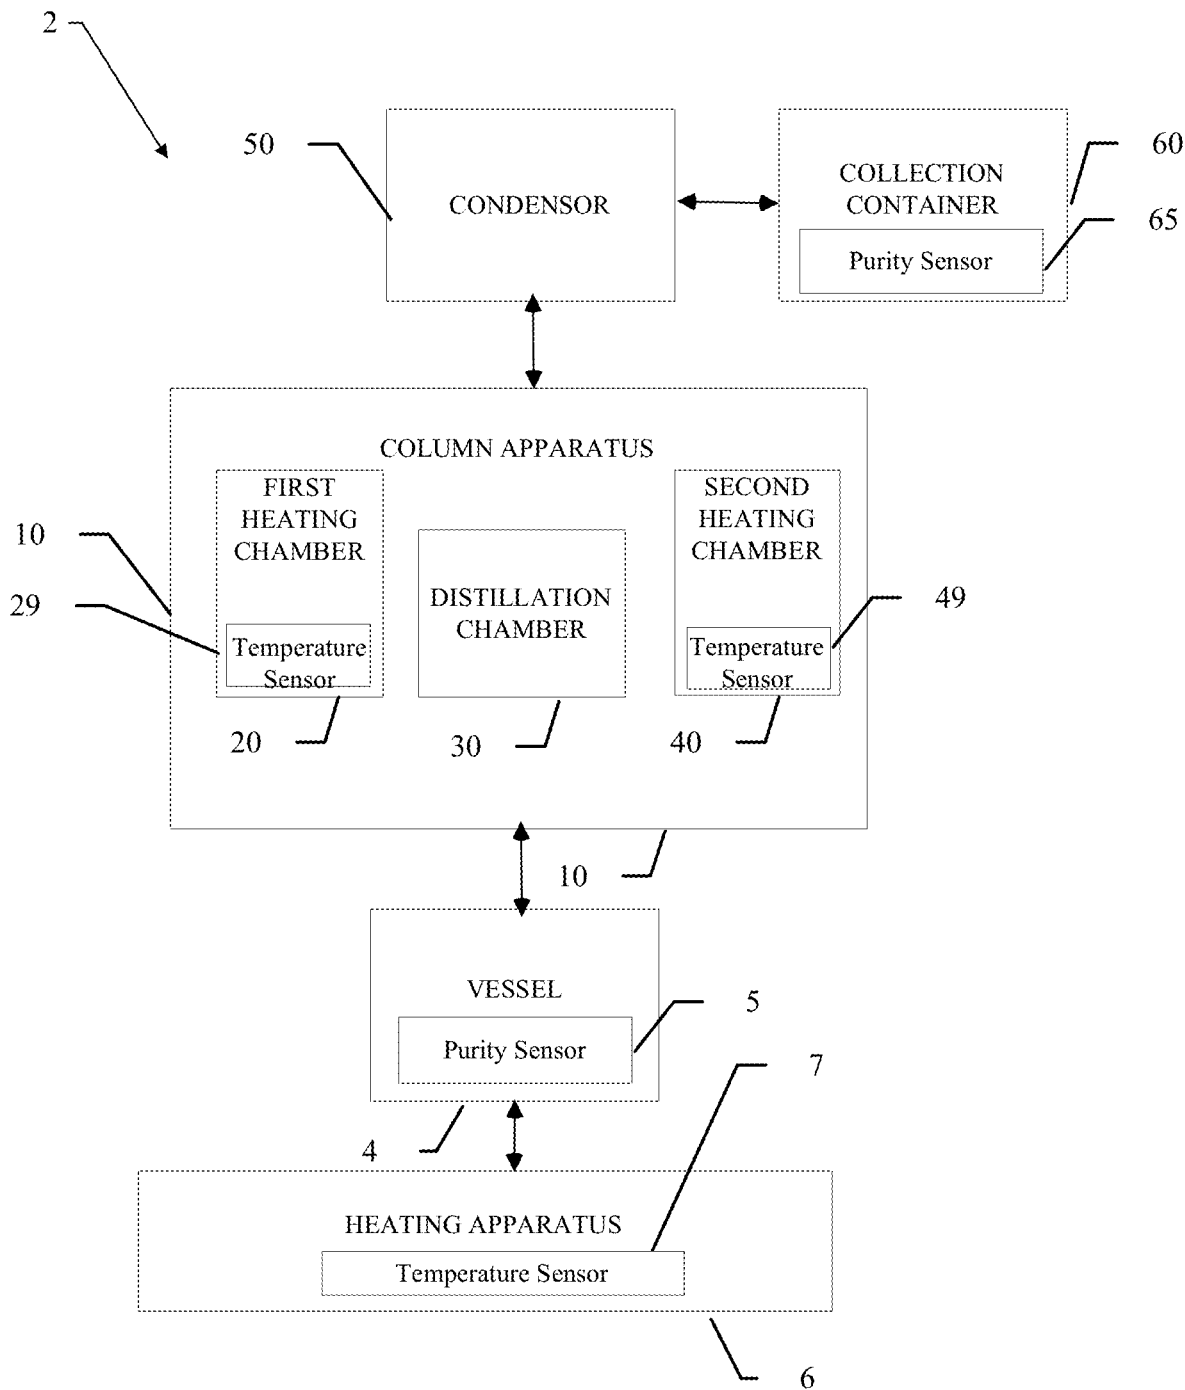 2
50
CONDENSOR
COLLECTION
CONTAINER
60
65
Purity Sensor
COLUMN APPARATUS
FIRST
HEATING
CHAMBER
SECOND
HEATING
CHAMBER
10
29
DISTILLATION
CHAMBER
49
Temperature
Sensor
Temperature
Sensor
20
30
40
10
VESSEL
5
Purity Sensor
7
4
HEATING APPARATUS
Temperature Sensor
6